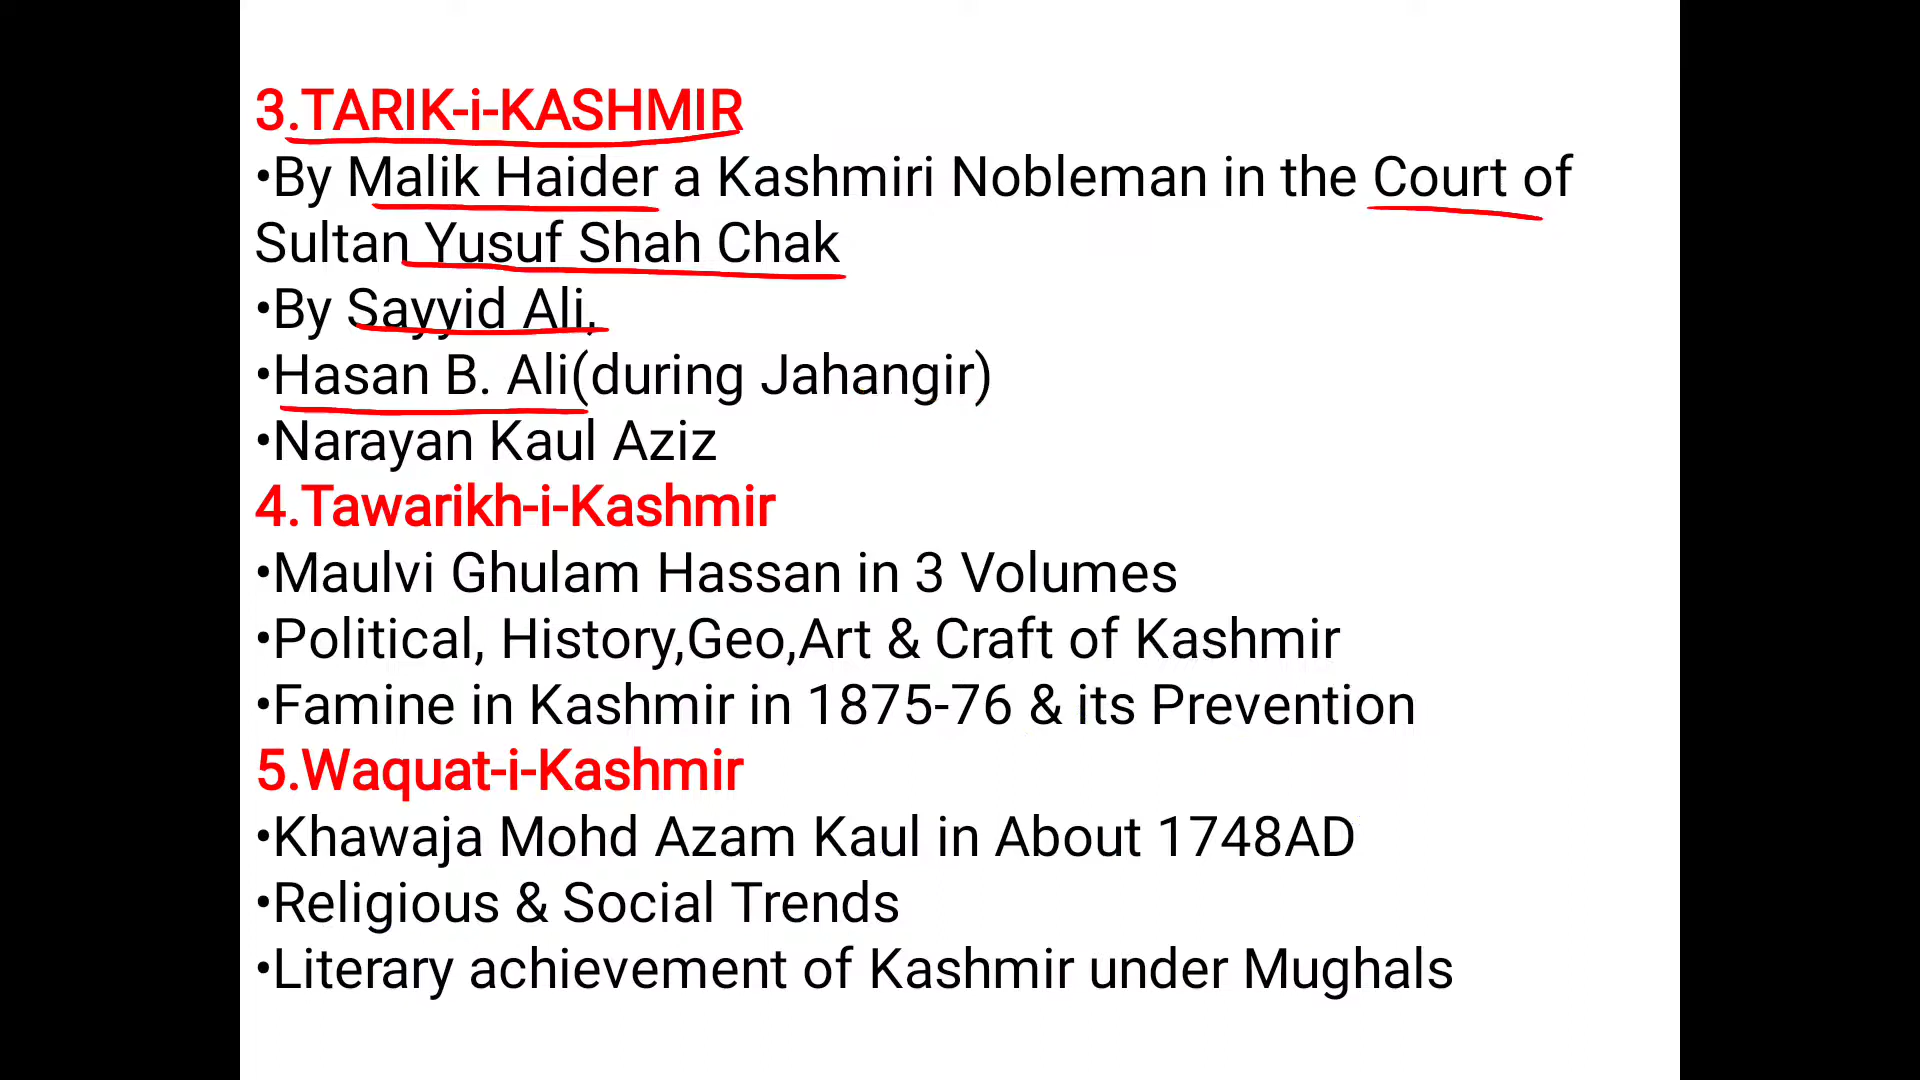 3.TARIK-i-KASHMIR
•By Malik Haider a Kashmiri Nobleman in the Court of
Sultan Yusuf Shah Chak
•By Sayyid Ali,
•Hasan B. Ali(during Jahangir)
•Narayan Kaul Aziz
4.Tawarikh-i-Kashmir
•Maulvi Ghulam Hassan in 3 Volumes
•Political, History,Geo,Art & Craft of Kashmir
•Famine in Kashmir in 1875-76 & its Prevention
5.Waquat-i-Kashmir
•Khawaja Mohd Azam Kaul in About 1748AD
•Religious & Social Trends
•Literary achievement of Kashmir under Mughals